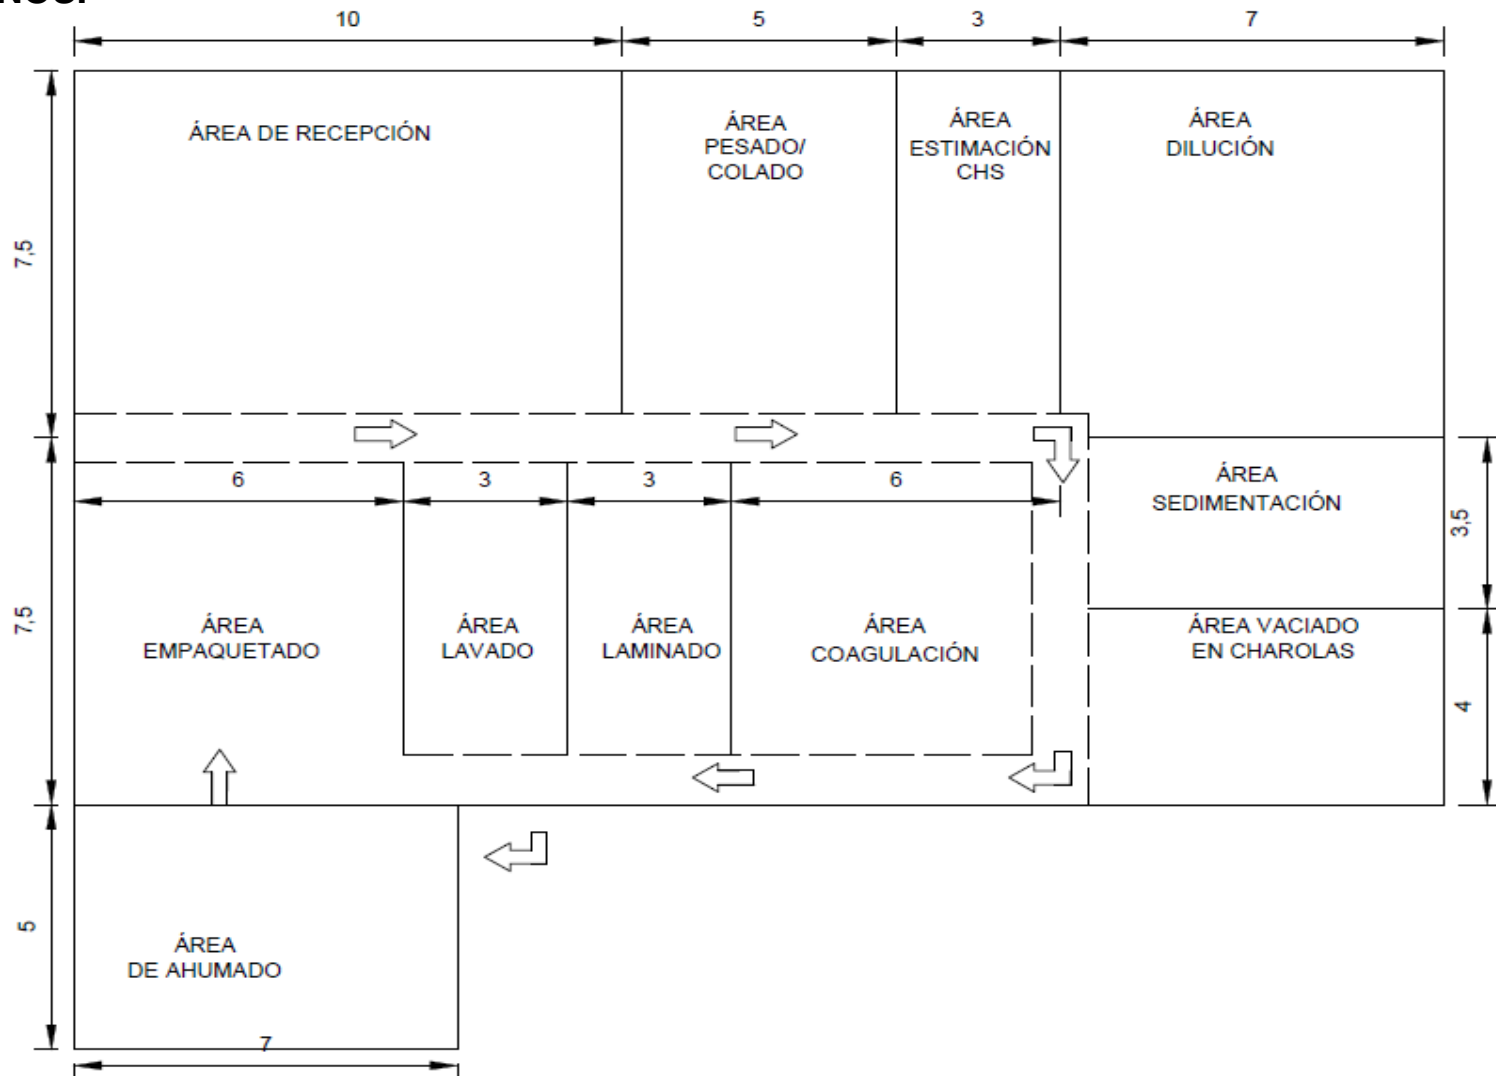 10
5
3
7
ÁREA DE RECEPCIÓN
ÁREA
PESADO/
COLADO
ÁREA
ESTIMACIÓN
CHS
ÁREA
DILUCIÓN
7,5
6
3
3
6
ÁREA
SEDIMENTACIÓN
3,5
7,5
ÁREA
EMPAQUETADO
ÁREA
LAVADO
ÁREA
LAMINADO
ÁREA
COAGULACIÓN
ÁREA VACIADO
EN CHAROLAS
4
5
ÁREA
DE AHUMADO
7